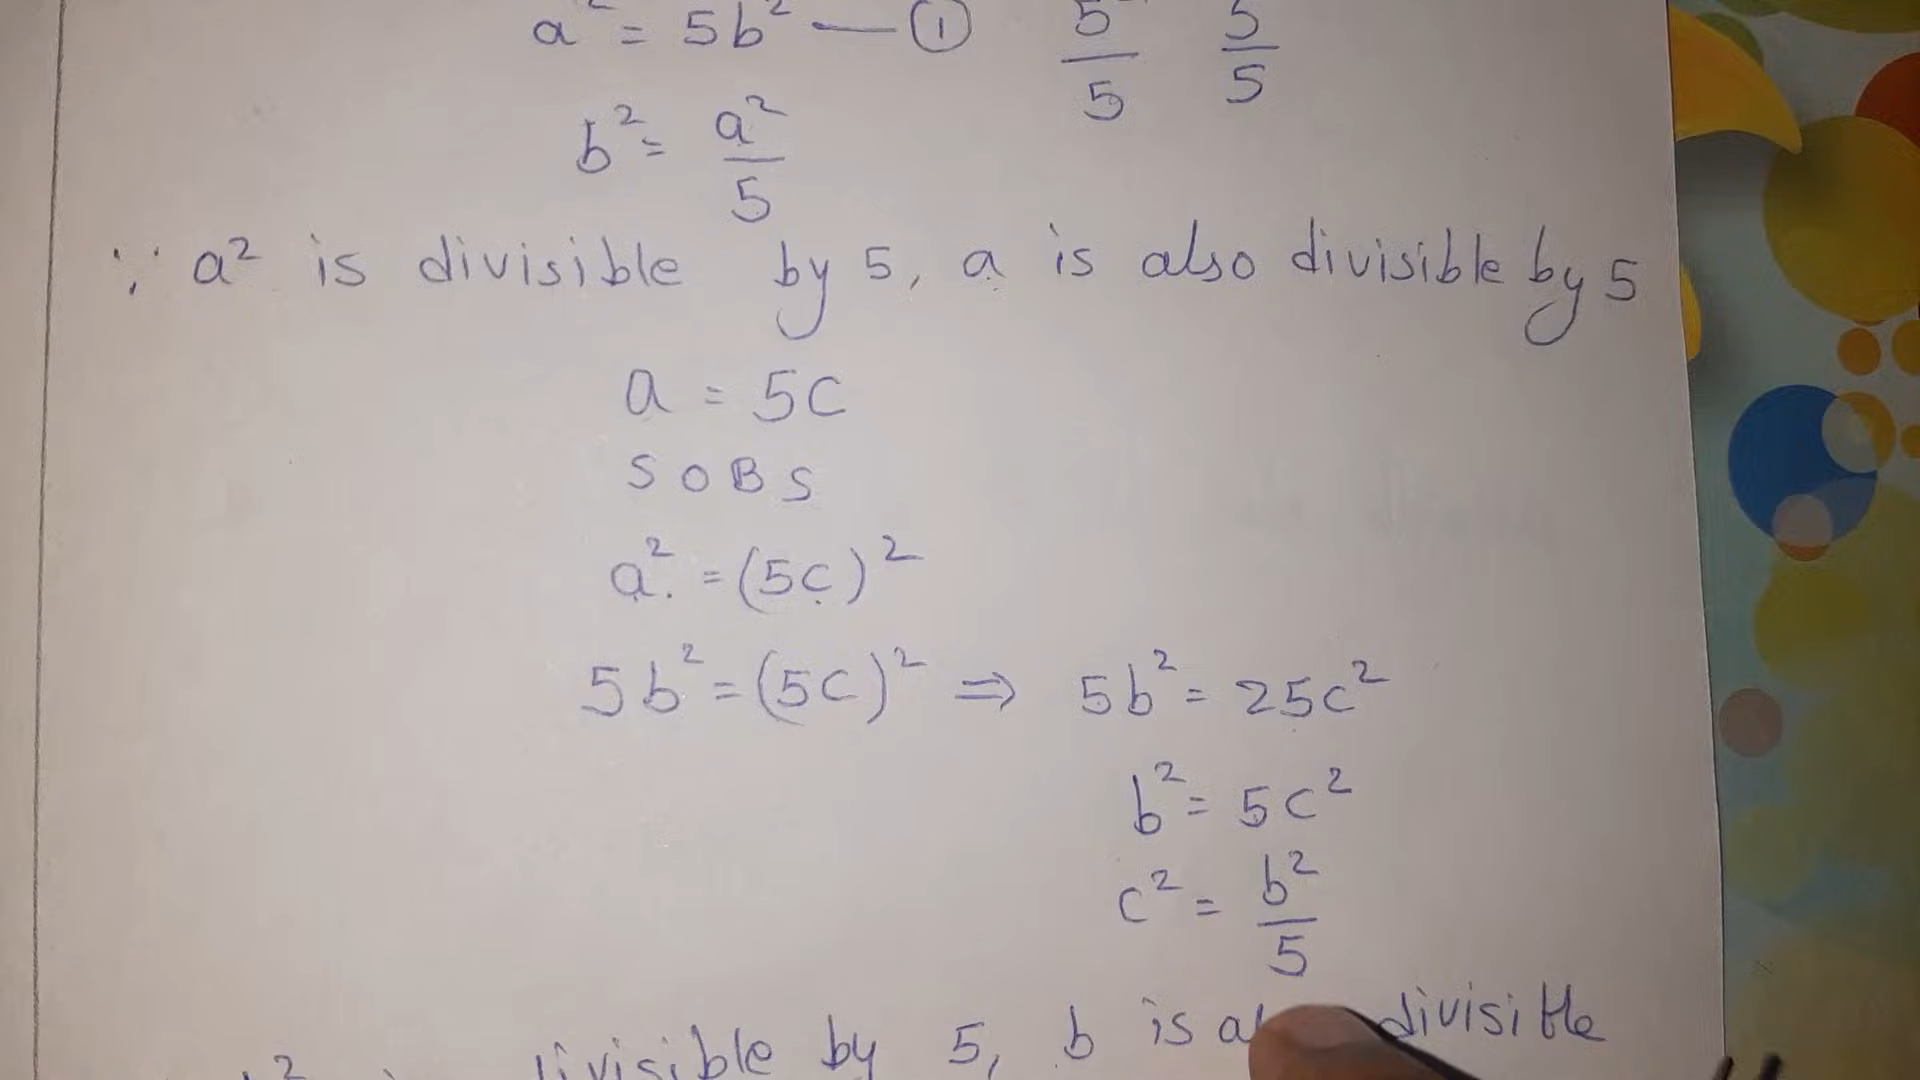 a² = 5b² — ①
5/5 5/5
b² = a²/5
∵ a² is divisible by 5, a is also divisible by 5
a = 5c
S O B S
a² = (5c)²
5b² = (5c)² ⇒ 5b² = 25c²
b² = 5c²
c² = b²/5
divisible by 5, b is divisible